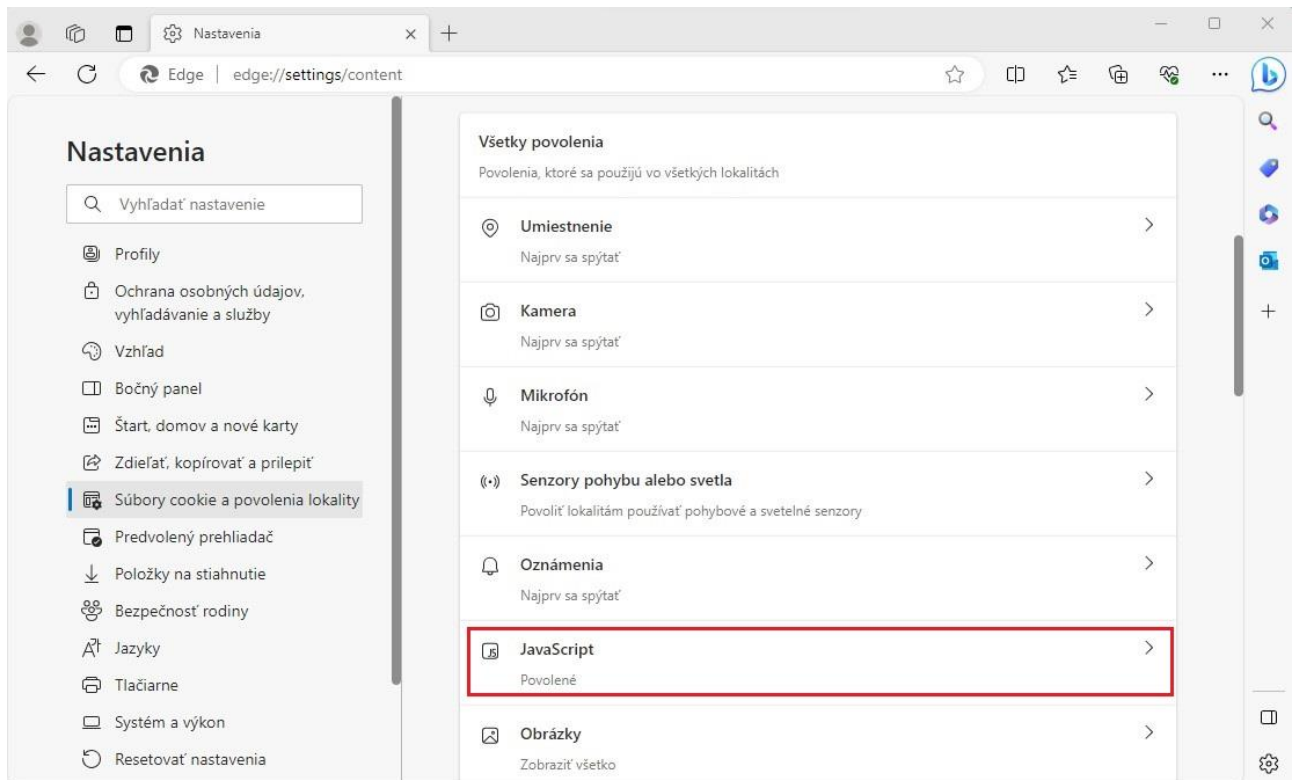 Nastavenia
Edge | edge://settings/content
Nastavenia
Vyhľadať nastavenie
Profily
Ochrana osobných údajov,
vyhľadávanie a služby
Vzhľad
Bočný panel
Štart, domov a nové karty
Zdieľať, kopírovať a prilepiť
Súbory cookie a povolenia lokality
Predvolený prehliadač
Položky na stiahnutie
Bezpečnosť rodiny
Jazyky
Tlačiarne
Systém a výkon
Resetovať nastavenia
Všetky povolenia
Povolenia, ktoré sa použijú vo všetkých lokalitách
Umiestnenie
Najprv sa spýtať
Kamera
Najprv sa spýtať
Mikrofón
Najprv sa spýtať
Senzory pohybu alebo svetla
Povoliť lokalitám používať pohybové a svetelné senzory
Oznámenia
Najprv sa spýtať
JavaScript
Povolené
Obrázky
Zobraziť všetko